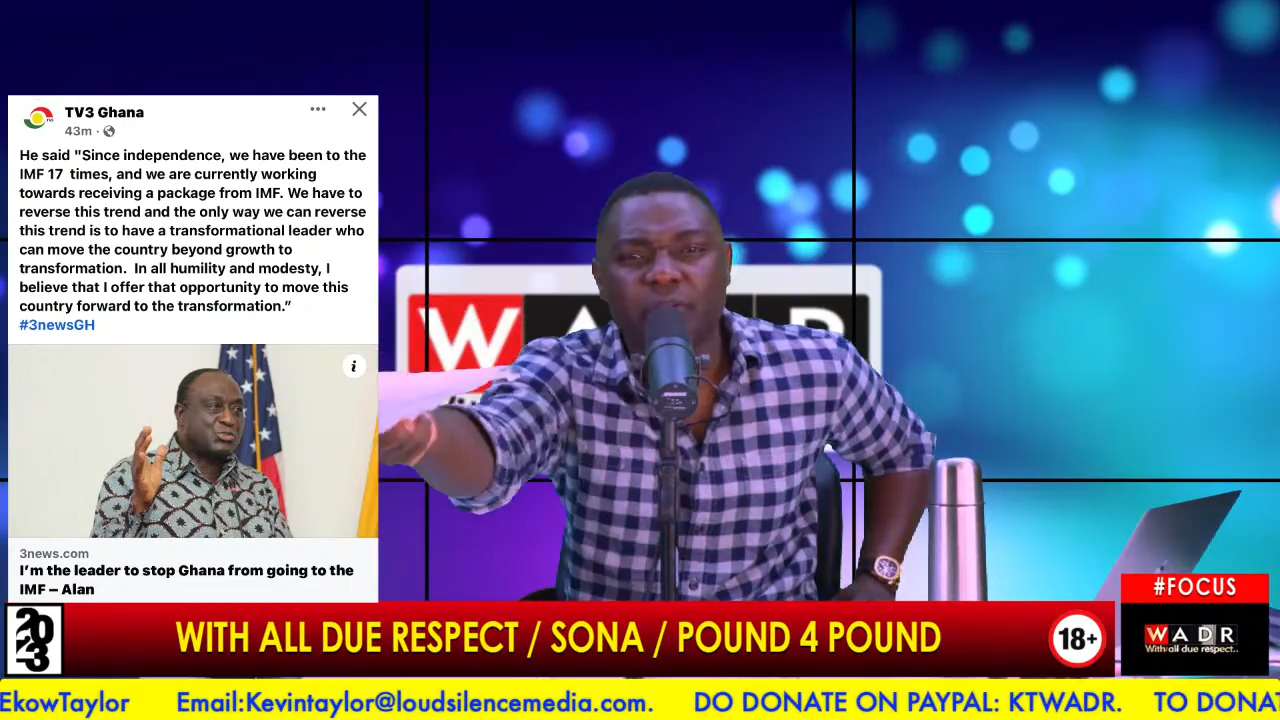 TV3 Ghana
43m
He said "Since independence, we have been to the
IMF 17 times, and we are currently working
towards receiving a package from IMF. We have to
reverse this trend and the only way we can reverse
this trend is to have a transformational leader who
can move the country beyond growth to
transformation. In all humility and modesty, I
believe that I offer that opportunity to move this
country forward to the transformation.”
#3newsGH
3news.com
I’m the leader to stop Ghana from going to the
IMF – Alan
SHURE
#FOCUS
2023
WITH ALL DUE RESPECT / SONA / POUND 4 POUND
18+
WADR
With all due respect..
EkowTaylor Email:Kevintaylor@loudsilencemedia.com. DO DONATE ON PAYPAL: KTWADR. TO DONA